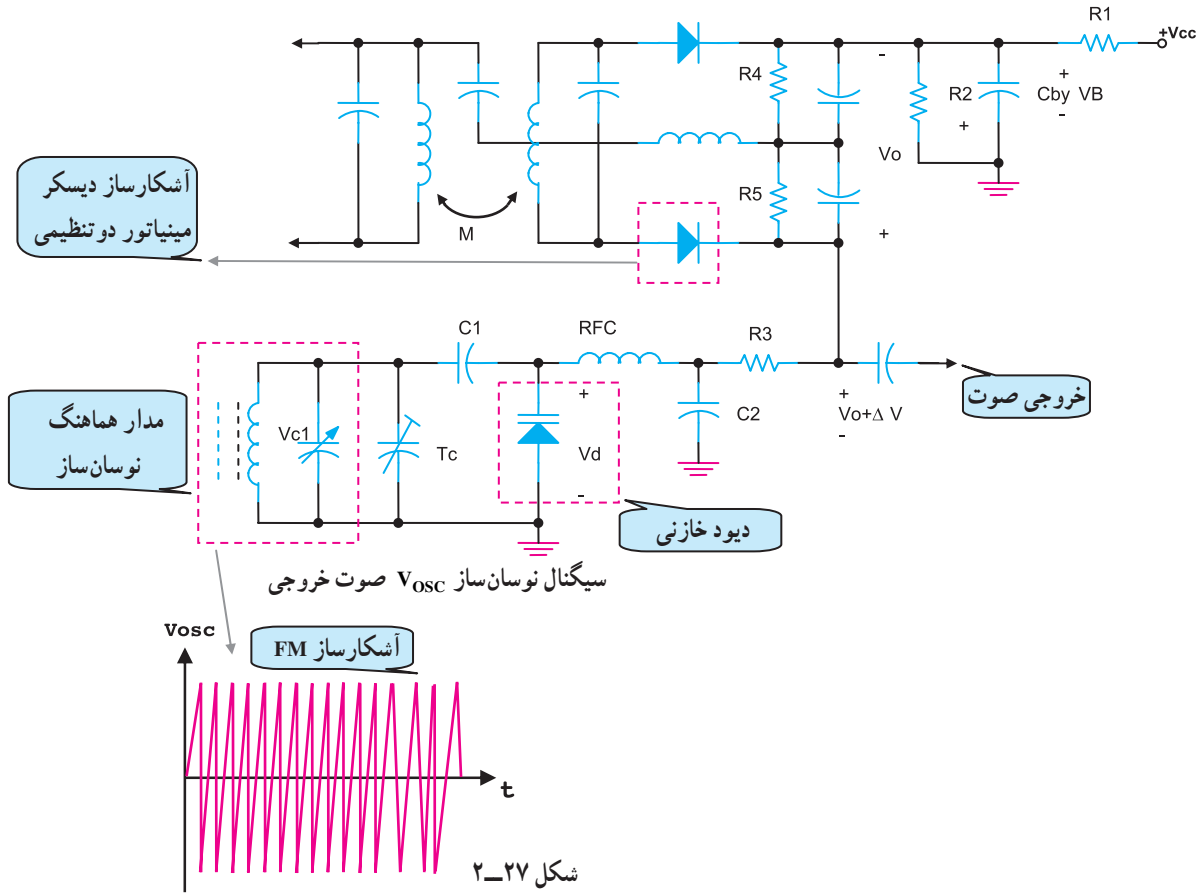 R1
+Vcc
R4
-
R2
+
+
Cby VB
-
Vo
R5
+
M
آشکارساز دیسکر
مینیاتور دوتنظیمی
C1
RFC
R3
خروجی صوت
+
Vo+Δ V
-
C2
مدار هماهنگ
نوسان‌ساز
Vc1
Tc
+
Vd
-
دیود خازنی
سیگنال نوسان‌ساز VOSC صوت خروجی
Vosc
آشکارساز FM
t
شکل ۲۷–۲